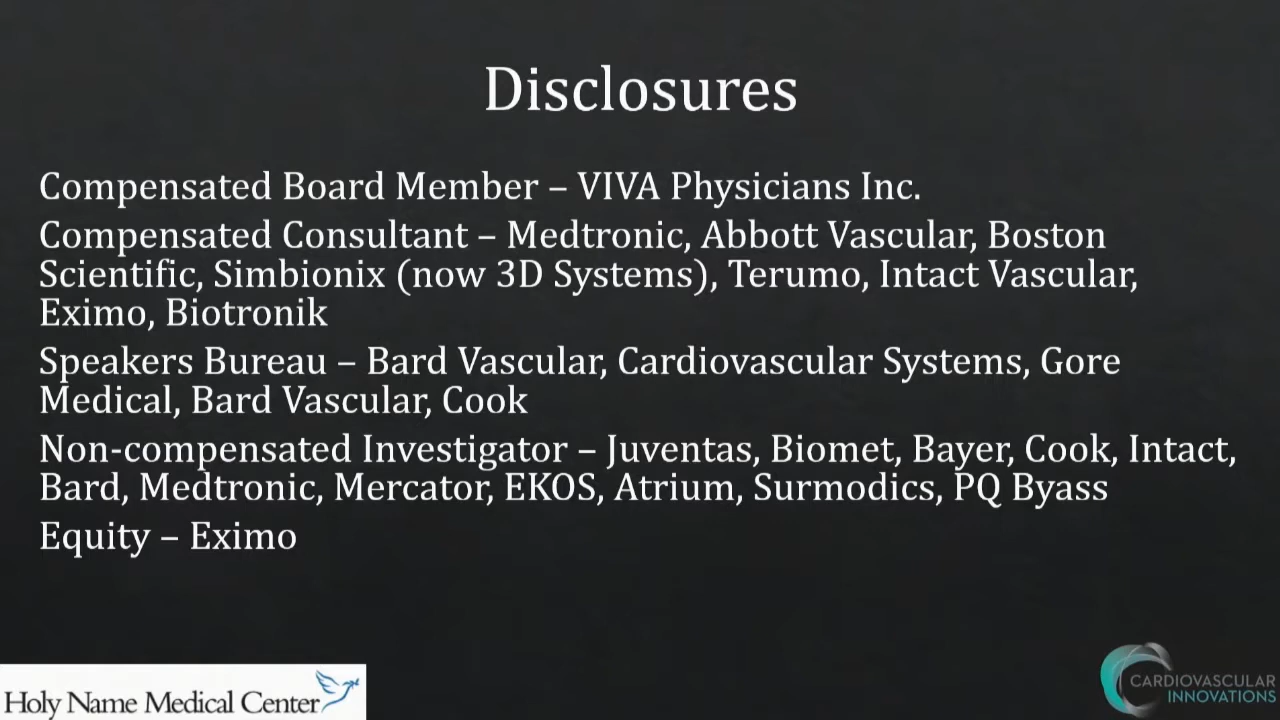 Disclosures
Compensated Board Member – VIVA Physicians Inc.
Compensated Consultant – Medtronic, Abbott Vascular, Boston
Scientific, Simbionix (now 3D Systems), Terumo, Intact Vascular,
Eximo, Biotronik
Speakers Bureau – Bard Vascular, Cardiovascular Systems, Gore
Medical, Bard Vascular, Cook
Non-compensated Investigator – Juventas, Biomet, Bayer, Cook, Intact,
Bard, Medtronic, Mercator, EKOS, Atrium, Surmodics, PQ Byass
Equity – Eximo
Holy Name Medical Center
CARDIOVASCULAR
INNOVATIONS